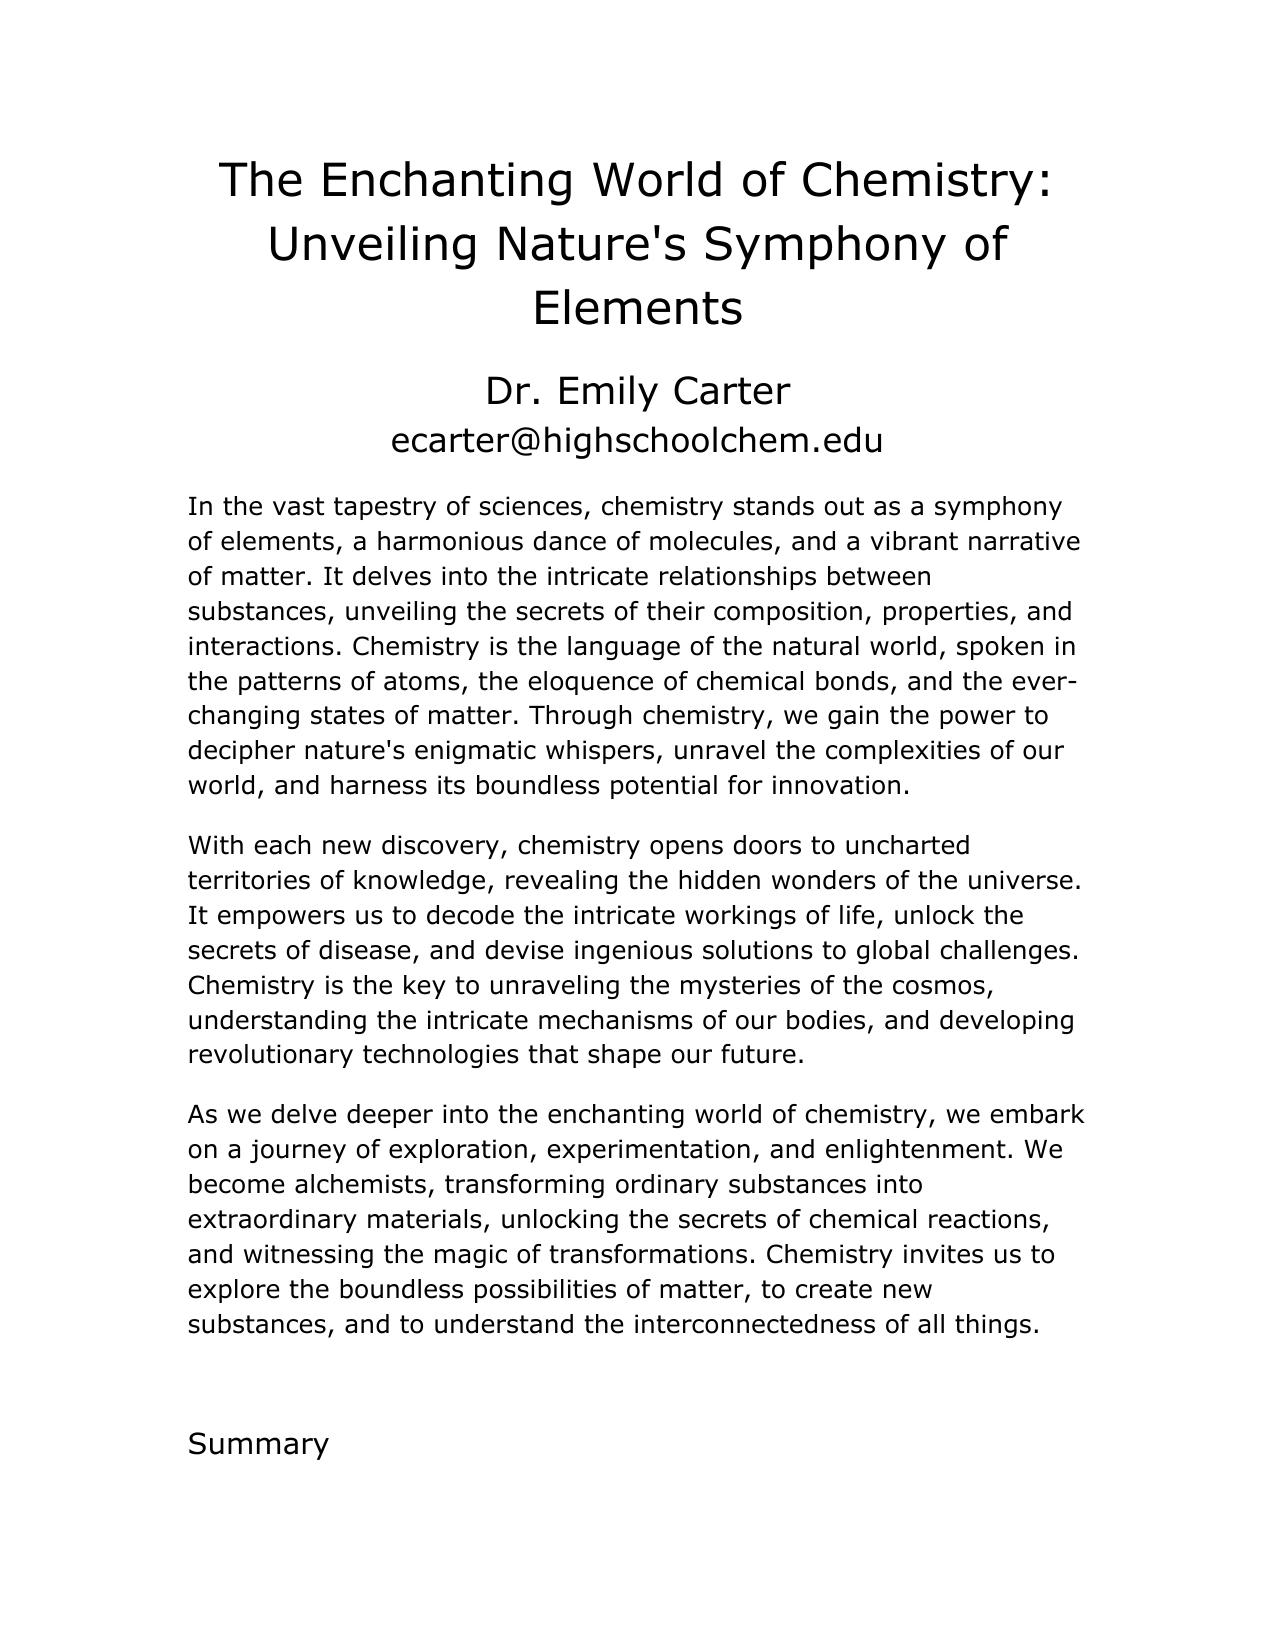 The Enchanting World of Chemistry:
Unveiling Nature's Symphony of
Elements
Dr. Emily Carter
ecarter@highschoolchem.edu
In the vast tapestry of sciences, chemistry stands out as a symphony
of elements, a harmonious dance of molecules, and a vibrant narrative
of matter. It delves into the intricate relationships between
substances, unveiling the secrets of their composition, properties, and
interactions. Chemistry is the language of the natural world, spoken in
the patterns of atoms, the eloquence of chemical bonds, and the ever-
changing states of matter. Through chemistry, we gain the power to
decipher nature's enigmatic whispers, unravel the complexities of our
world, and harness its boundless potential for innovation.
With each new discovery, chemistry opens doors to uncharted
territories of knowledge, revealing the hidden wonders of the universe.
It empowers us to decode the intricate workings of life, unlock the
secrets of disease, and devise ingenious solutions to global challenges.
Chemistry is the key to unraveling the mysteries of the cosmos,
understanding the intricate mechanisms of our bodies, and developing
revolutionary technologies that shape our future.
As we delve deeper into the enchanting world of chemistry, we embark
on a journey of exploration, experimentation, and enlightenment. We
become alchemists, transforming ordinary substances into
extraordinary materials, unlocking the secrets of chemical reactions,
and witnessing the magic of transformations. Chemistry invites us to
explore the boundless possibilities of matter, to create new
substances, and to understand the interconnectedness of all things.
Summary